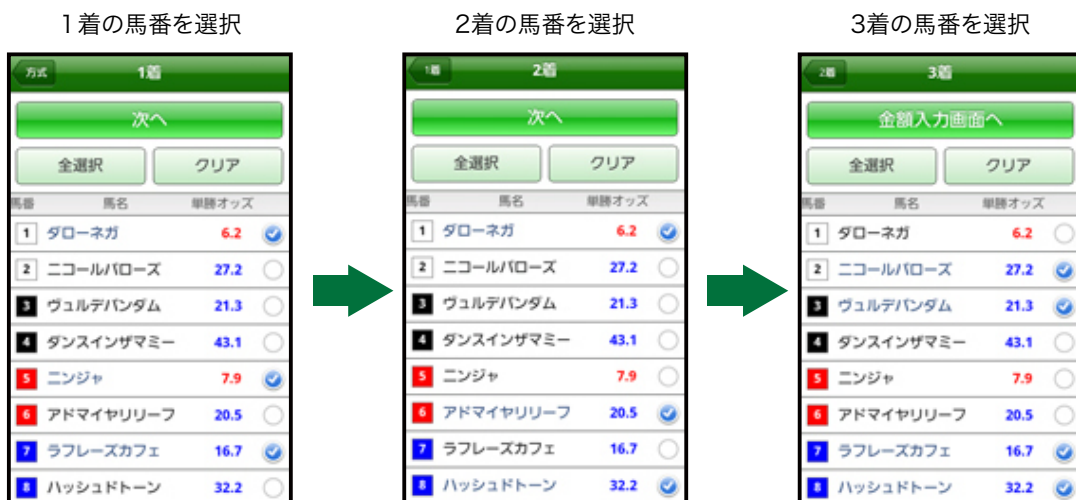 1着の馬番を選択
方式 1着
次へ
全選択 クリア
馬番 馬名 単勝オッズ
1 ダローネガ 6.2
2 ニコールバローズ 27.2
3 ヴュルデバンダム 21.3
4 ダンスインザマミー 43.1
5 ニンジャ 7.9
6 アドマイヤリリーフ 20.5
7 ラフレーズカフェ 16.7
8 ハッシュドトーン 32.2
2着の馬番を選択
1着 2着
次へ
全選択 クリア
馬番 馬名 単勝オッズ
1 ダローネガ 6.2
2 ニコールバローズ 27.2
3 ヴュルデバンダム 21.3
4 ダンスインザマミー 43.1
5 ニンジャ 7.9
6 アドマイヤリリーフ 20.5
7 ラフレーズカフェ 16.7
8 ハッシュドトーン 32.2
3着の馬番を選択
2着 3着
金額入力画面へ
全選択 クリア
馬番 馬名 単勝オッズ
1 ダローネガ 6.2
2 ニコールバローズ 27.2
3 ヴュルデバンダム 21.3
4 ダンスインザマミー 43.1
5 ニンジャ 7.9
6 アドマイヤリリーフ 20.5
7 ラフレーズカフェ 16.7
8 ハッシュドトーン 32.2